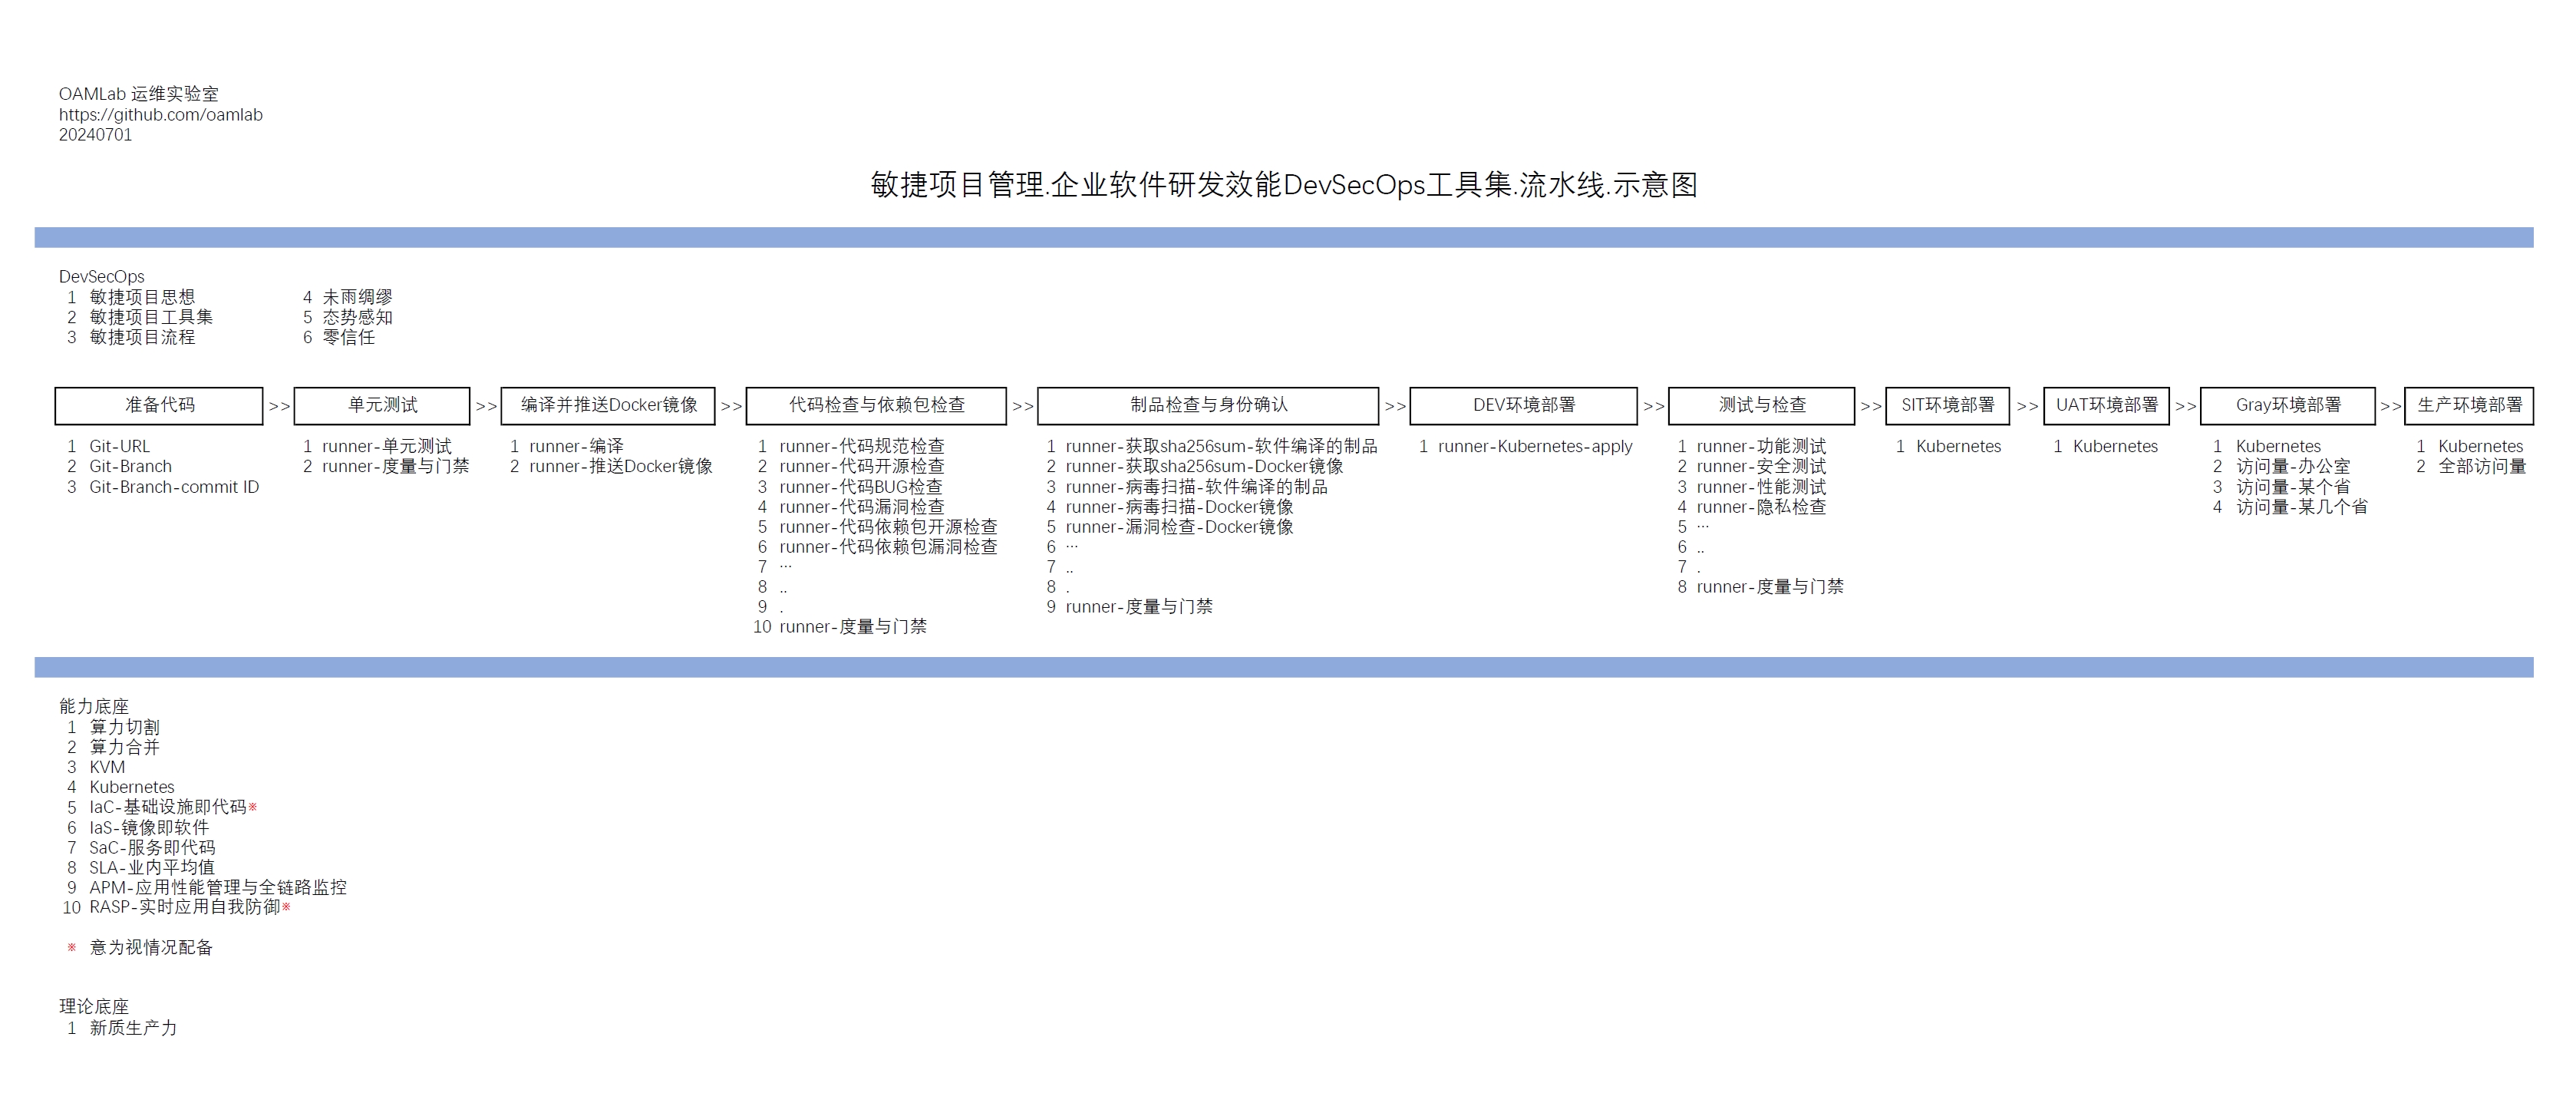 OAMLab 运维实验室
https://github.com/oamlab
20240701
敏捷项目管理.企业软件研发效能DevSecOps工具集.流水线.示意图
DevSecOps
1 敏捷项目思想
2 敏捷项目工具集
3 敏捷项目流程
4 未雨绸缪
5 态势感知
6 零信任
准备代码 >> 单元测试 >> 编译并推送Docker镜像 >> 代码检查与依赖包检查 >> 制品检查与身份确认 >> DEV环境部署 >> 测试与检查 >> SIT环境部署 >> UAT环境部署 >> Gray环境部署 >> 生产环境部署
1 Git-URL
2 Git-Branch
3 Git-Branch-commit ID
1 runner-单元测试
2 runner-度量与门禁
1 runner-编译
2 runner-推送Docker镜像
1 runner-代码规范检查
2 runner-代码开源检查
3 runner-代码BUG检查
4 runner-代码漏洞检查
5 runner-代码依赖包开源检查
6 runner-代码依赖包漏洞检查
7 ...
8 ..
9 .
10 runner-度量与门禁
1 runner-获取sha256sum-软件编译的制品
2 runner-获取sha256sum-Docker镜像
3 runner-病毒扫描-软件编译的制品
4 runner-病毒扫描-Docker镜像
5 runner-漏洞检查-Docker镜像
6 ...
7 ..
8 .
9 runner-度量与门禁
1 runner-Kubernetes-apply
1 runner-功能测试
2 runner-安全测试
3 runner-性能测试
4 runner-隐私检查
5 ...
6 ..
7 .
8 runner-度量与门禁
1 Kubernetes
1 Kubernetes
1 Kubernetes
2 访问量-办公室
3 访问量-某个省
4 访问量-某几个省
1 Kubernetes
2 全部访问量
能力底座
1 算力切割
2 算力合并
3 KVM
4 Kubernetes
5 IaC-基础设施即代码※
6 IaS-镜像即软件
7 SaC-服务即代码
8 SLA-业内平均值
9 APM-应用性能管理与全链路监控
10 RASP-实时应用自我防御※
※ 意为视情况配备
理论底座
1 新质生产力